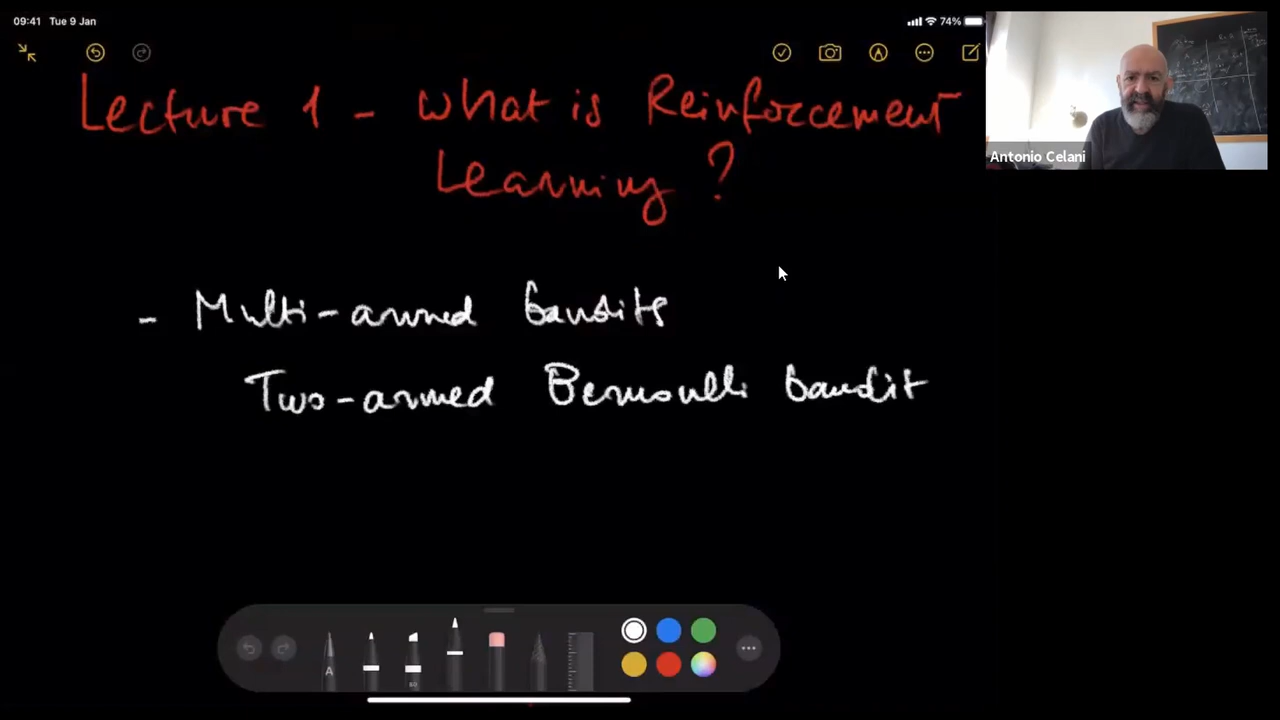 09:41 Tue 9 Jan
74%
Lecture 1 - What is Reinforcement
Learning ?
- Multi-armed bandits
Two-armed Bernoulli bandit
Antonio Celani
A
80